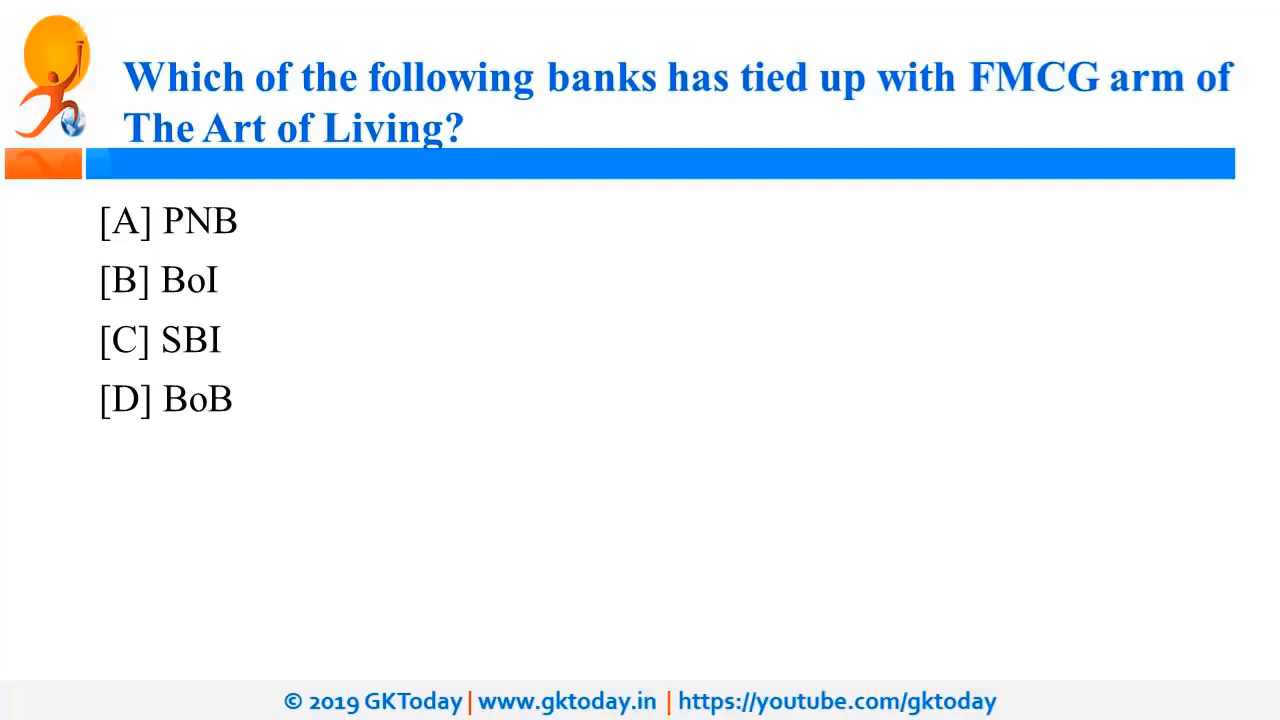 Which of the following banks has tied up with FMCG arm of
The Art of Living?
[A] PNB
[B] BoI
[C] SBI
[D] BoB
© 2019 GKToday | www.gktoday.in | https://youtube.com/gktoday